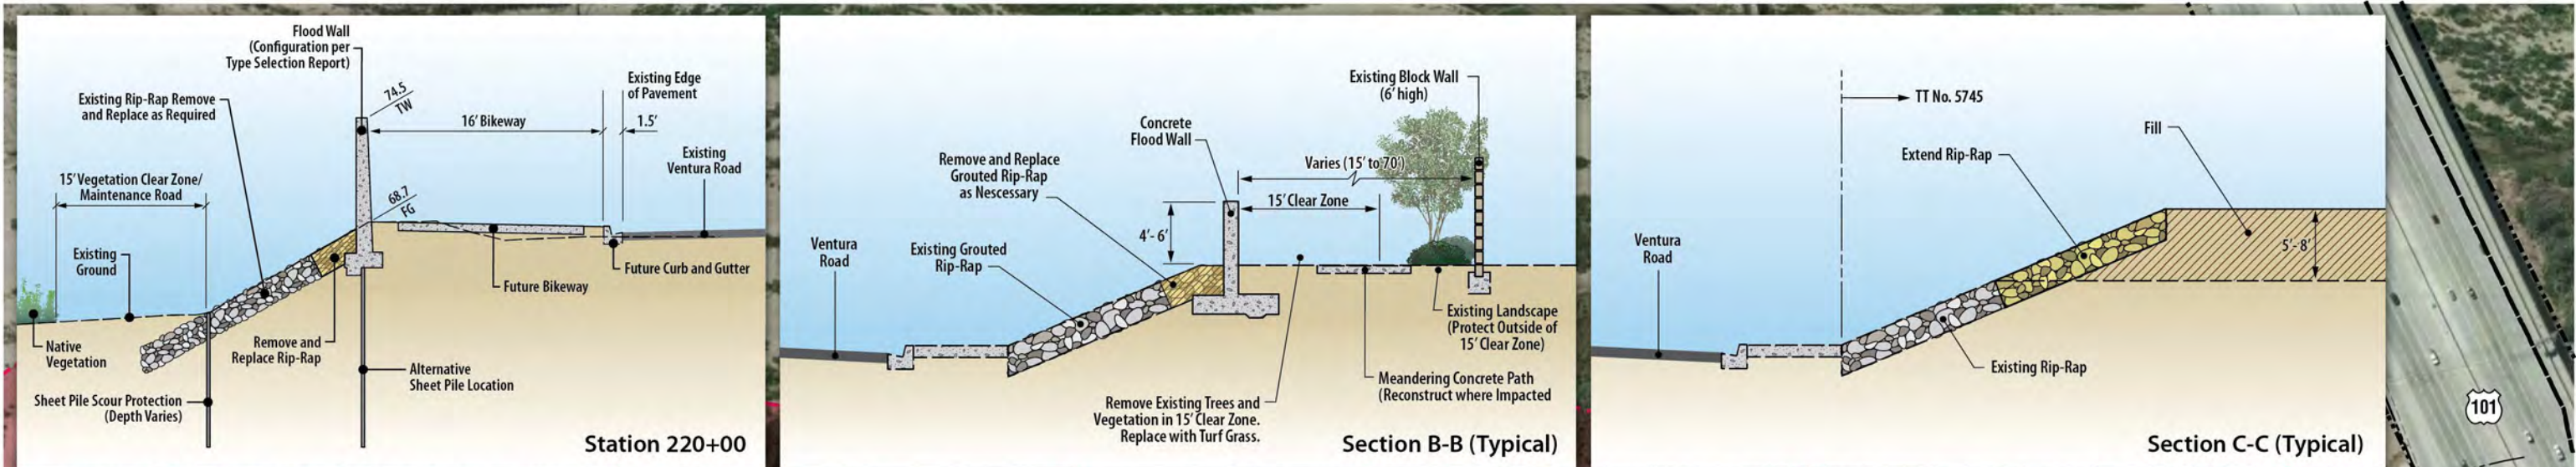 Flood Wall
(Configuration per
Type Selection Report)
Existing Rip-Rap Remove
and Replace as Required
74.5
TW
Existing Edge
of Pavement
16' Bikeway
1.5'
Existing
Ventura Road
15' Vegetation Clear Zone/
Maintenance Road
68.7
FG
Existing
Ground
Future Curb and Gutter
Future Bikeway
Native
Vegetation
Remove and
Replace Rip-Rap
Alternative
Sheet Pile Location
Sheet Pile Scour Protection
(Depth Varies)
Station 220+00
Existing Block Wall
(6' high)
Concrete
Flood Wall
Remove and Replace
Grouted Rip-Rap
as Nescessary
Varies (15' to 70')
15' Clear Zone
4'- 6'
Ventura
Road
Existing Grouted
Rip-Rap
Existing Landscape
(Protect Outside of
15' Clear Zone)
Meandering Concrete Path
(Reconstruct where Impacted
Remove Existing Trees and
Vegetation in 15' Clear Zone.
Replace with Turf Grass.
Section B-B (Typical)
TT No. 5745
Fill
Extend Rip-Rap
Ventura
Road
5'- 8'
Existing Rip-Rap
Section C-C (Typical)
101